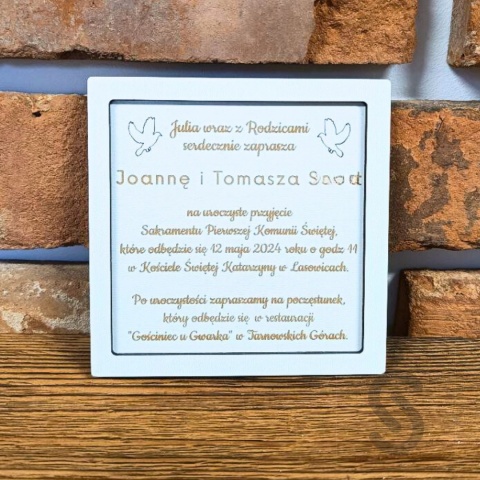 Julia wraz z Rodzicami
serdecznie zaprasza
Joannę i Tomasza
na uroczyste przyjęcie
Sakramentu Pierwszej Komunii Świętej,
które odbędzie się 12 maja 2024 roku o godz 11
w Kościele Świętej Katarzyny w Lasowicach.
Po uroczystości zapraszamy na poczęstunek,
który odbędzie się w restauracji
"Gościniec u Gwarka" w Tarnowskich Górach.
S